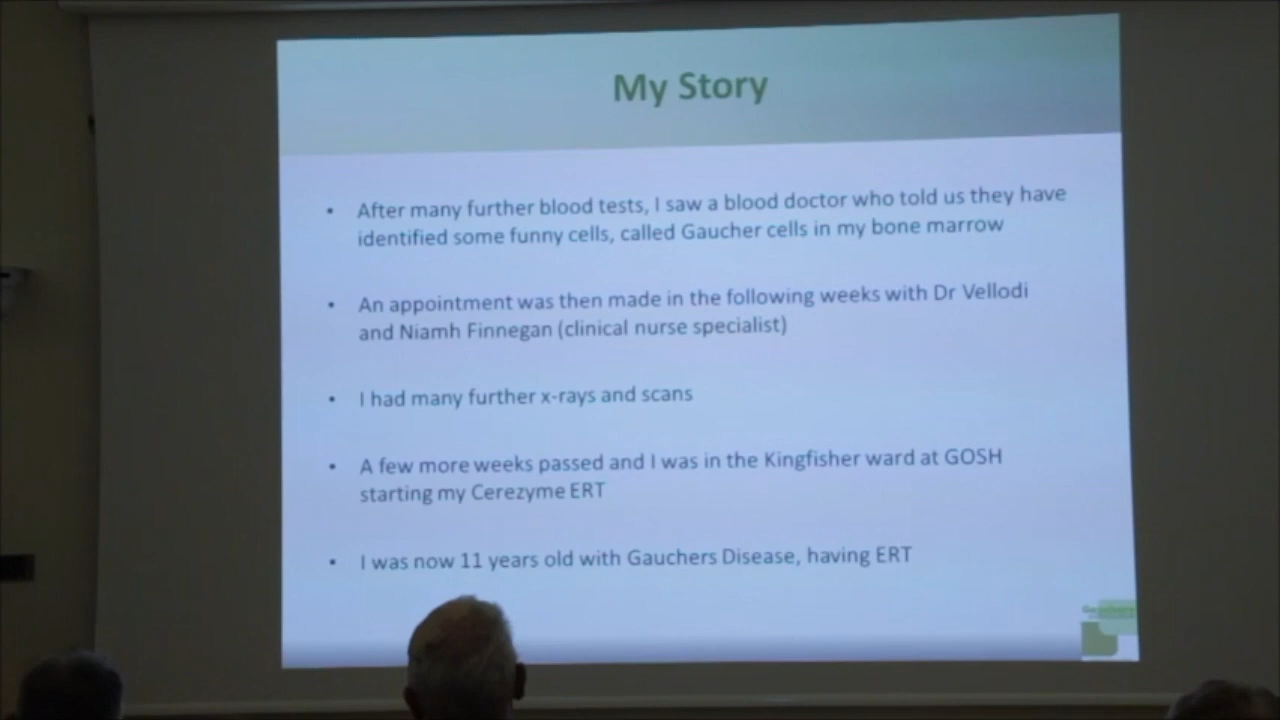 My Story
• After many further blood tests, I saw a blood doctor who told us they have
identified some funny cells, called Gaucher cells in my bone marrow
• An appointment was then made in the following weeks with Dr Vellodi
and Niamh Finnegan (clinical nurse specialist)
• I had many further x-rays and scans
• A few more weeks passed and I was in the Kingfisher ward at GOSH
starting my Cerezyme ERT
• I was now 11 years old with Gauchers Disease, having ERT